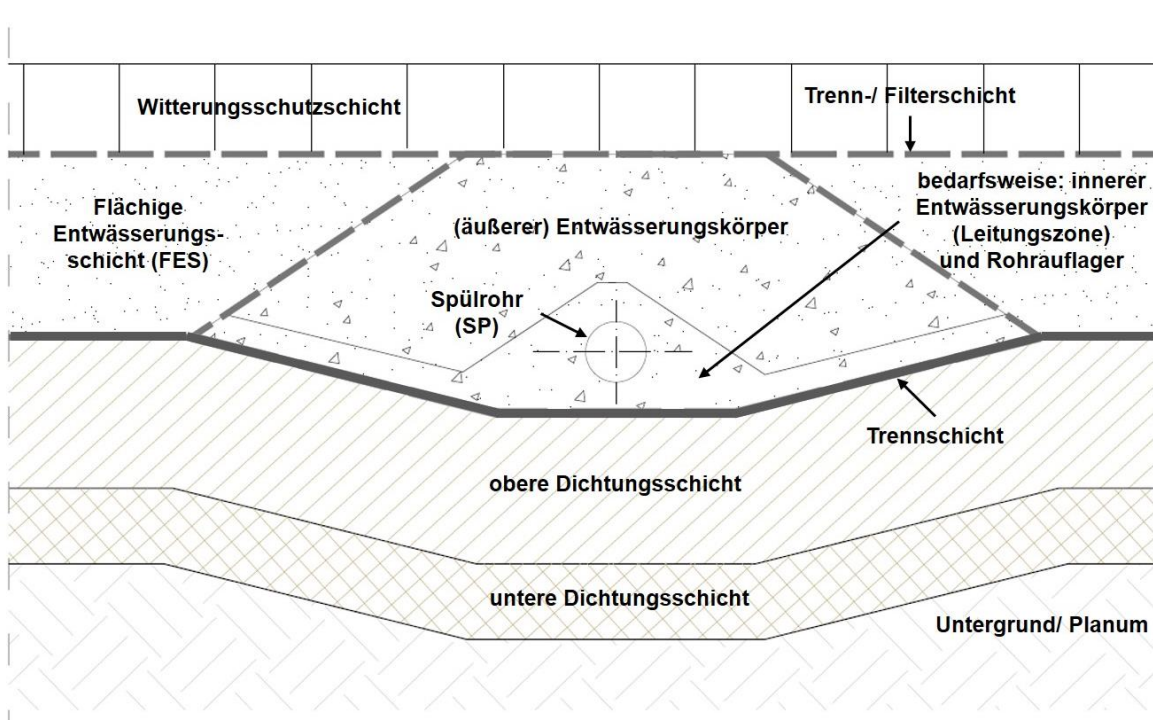 Witterungsschutzschicht
Trenn-/ Filterschicht
Flächige
Entwässerungs-
schicht (FES)
(äußerer) Entwässerungskörper
bedarfsweise: innerer
Entwässerungskörper
(Leitungszone)
und Rohrauflager
Spülrohr
(SP)
Trennschicht
obere Dichtungsschicht
untere Dichtungsschicht
Untergrund/ Planum